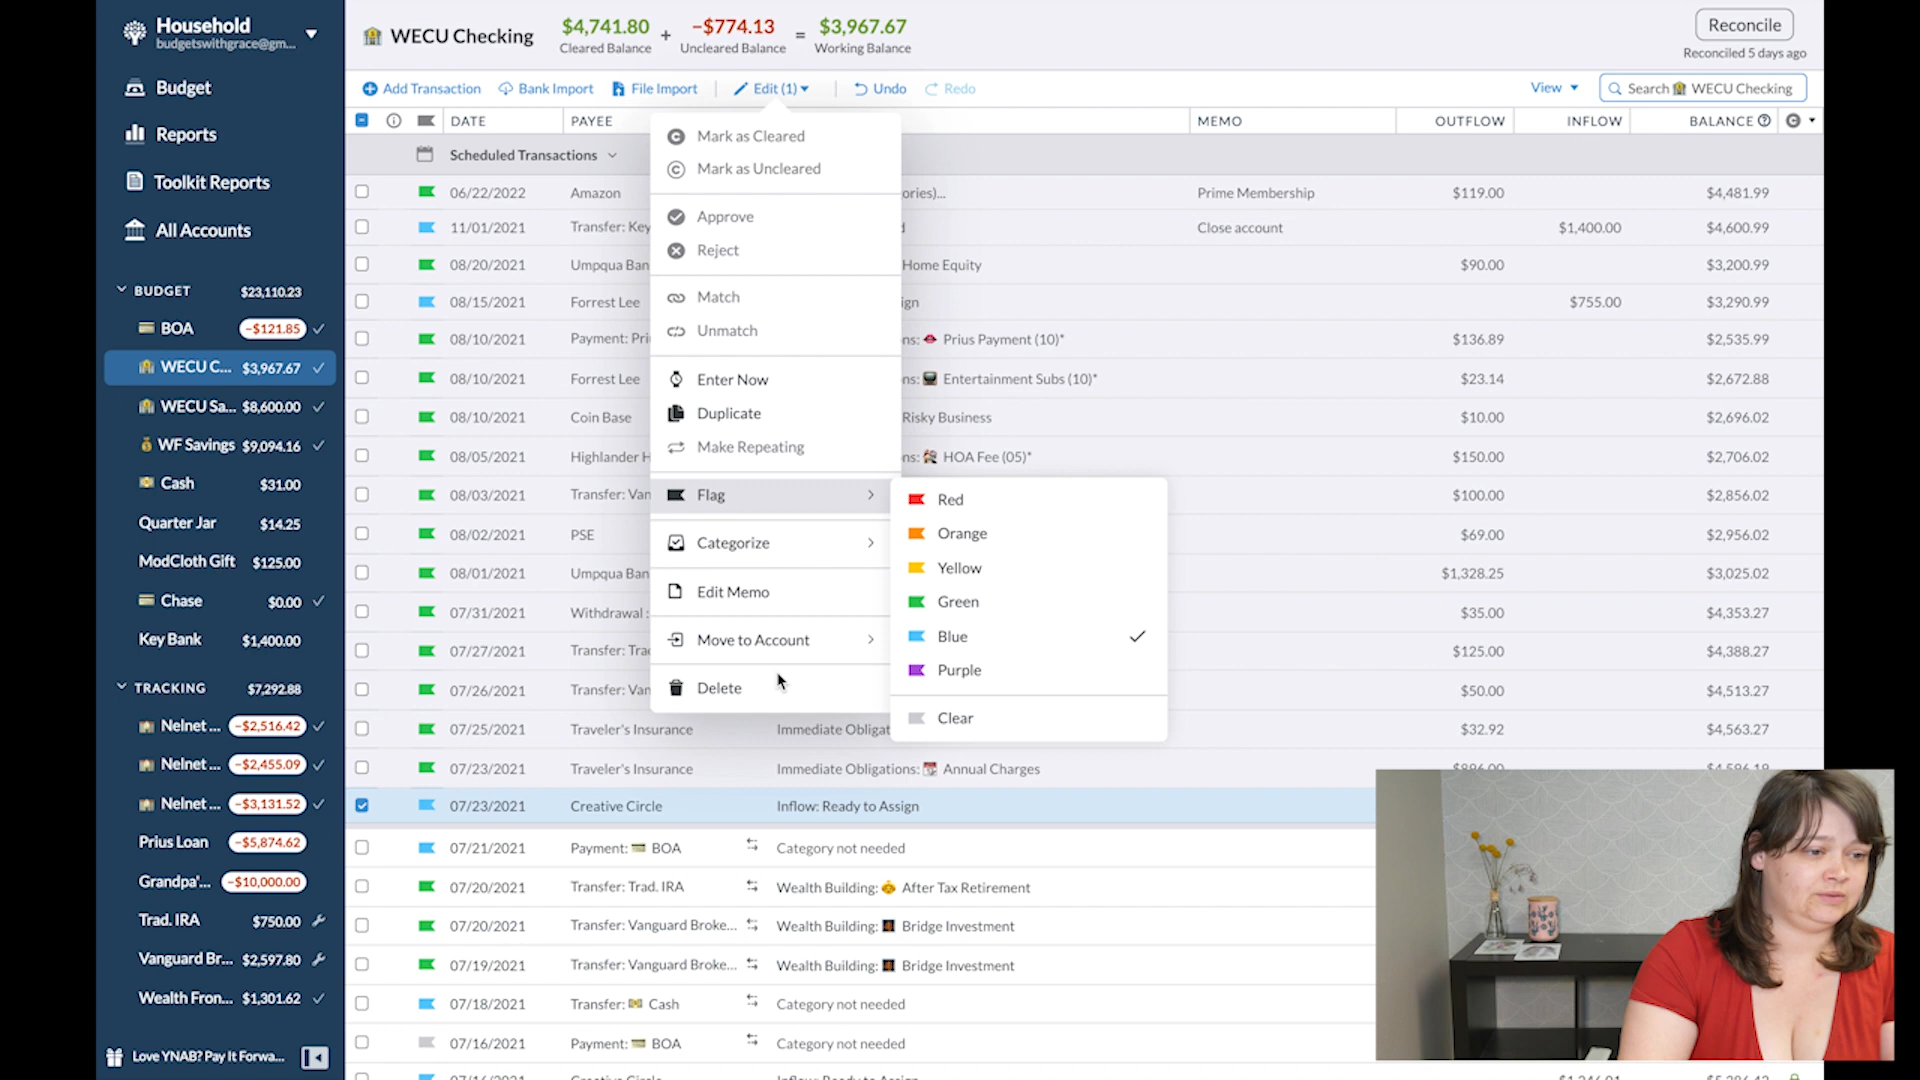 Household
budgetswithgrace@gm...
Budget
Reports
Toolkit Reports
All Accounts
BUDGET $23,110.23
BOA -$121.85
WECU C... $3,967.67
WECU Sa... $8,600.00
WF Savings $9,094.16
Cash $31.00
Quarter Jar $14.25
ModCloth Gift $125.00
Chase $0.00
Key Bank $1,400.00
TRACKING $7,292.88
Nelnet ... -$2,516.42
Nelnet ... -$2,455.09
Nelnet ... -$3,131.52
Prius Loan -$5,874.62
Grandpa'... -$10,000.00
Trad. IRA $750.00
Vanguard Br... $2,597.80
Wealth Fron... $1,301.62
Love YNAB? Pay It Forwa...
WECU Checking
$4,741.80 + -$774.13 = $3,967.67
Cleared Balance Uncleared Balance Working Balance
Reconcile
Reconciled 5 days ago
Add Transaction Bank Import File Import Edit (1) Undo Redo View Search WECU Checking
DATE PAYEE MEMO OUTFLOW INFLOW BALANCE
Scheduled Transactions
06/22/2022 Amazon ories)... Prime Membership $119.00 $4,481.99
11/01/2021 Transfer: Key Close account $1,400.00 $4,600.99
08/20/2021 Umpqua Ban Home Equity $90.00 $3,200.99
08/15/2021 Forrest Lee ign $755.00 $3,290.99
08/10/2021 Payment: Pri ns: Prius Payment (10)* $136.89 $2,535.99
08/10/2021 Forrest Lee ns: Entertainment Subs (10)* $23.14 $2,672.88
08/10/2021 Coin Base Risky Business $10.00 $2,696.02
08/05/2021 Highlander H ns: HOA Fee (05)* $150.00 $2,706.02
08/03/2021 Transfer: Van $100.00 $2,856.02
08/02/2021 PSE $69.00 $2,956.02
08/01/2021 Umpqua Ban $1,328.25 $3,025.02
07/31/2021 Withdrawal : $35.00 $4,353.27
07/27/2021 Transfer: Tra $125.00 $4,388.27
07/26/2021 Transfer: Van $50.00 $4,513.27
07/25/2021 Traveler's Insurance Immediate Obligat $32.92 $4,563.27
07/23/2021 Traveler's Insurance Immediate Obligations: Annual Charges
07/23/2021 Creative Circle Inflow: Ready to Assign
07/21/2021 Payment: BOA Category not needed
07/20/2021 Transfer: Trad. IRA Wealth Building: After Tax Retirement
07/20/2021 Transfer: Vanguard Broke... Wealth Building: Bridge Investment
07/19/2021 Transfer: Vanguard Broke... Wealth Building: Bridge Investment
07/18/2021 Transfer: Cash Category not needed
07/16/2021 Payment: BOA Category not needed
Mark as Cleared
Mark as Uncleared
Approve
Reject
Match
Unmatch
Enter Now
Duplicate
Make Repeating
Flag
Categorize
Edit Memo
Move to Account
Delete
Red
Orange
Yellow
Green
Blue
Purple
Clear